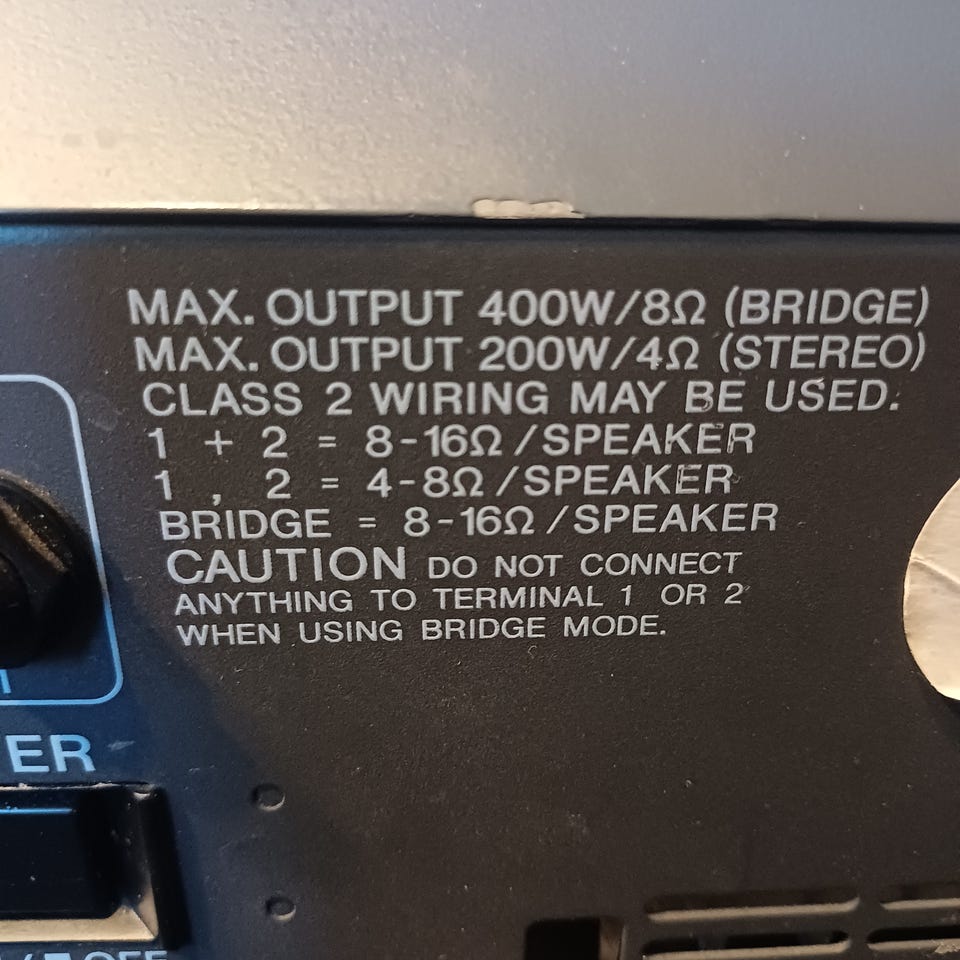 MAX. OUTPUT 400W/8Ω (BRIDGE)
MAX. OUTPUT 200W/4Ω (STEREO)
CLASS 2 WIRING MAY BE USED.
1 + 2 = 8-16Ω/SPEAKER
1 , 2 = 4-8Ω/SPEAKER
BRIDGE = 8-16Ω/SPEAKER
CAUTION DO NOT CONNECT
ANYTHING TO TERMINAL 1 OR 2
WHEN USING BRIDGE MODE.
ER
OFF